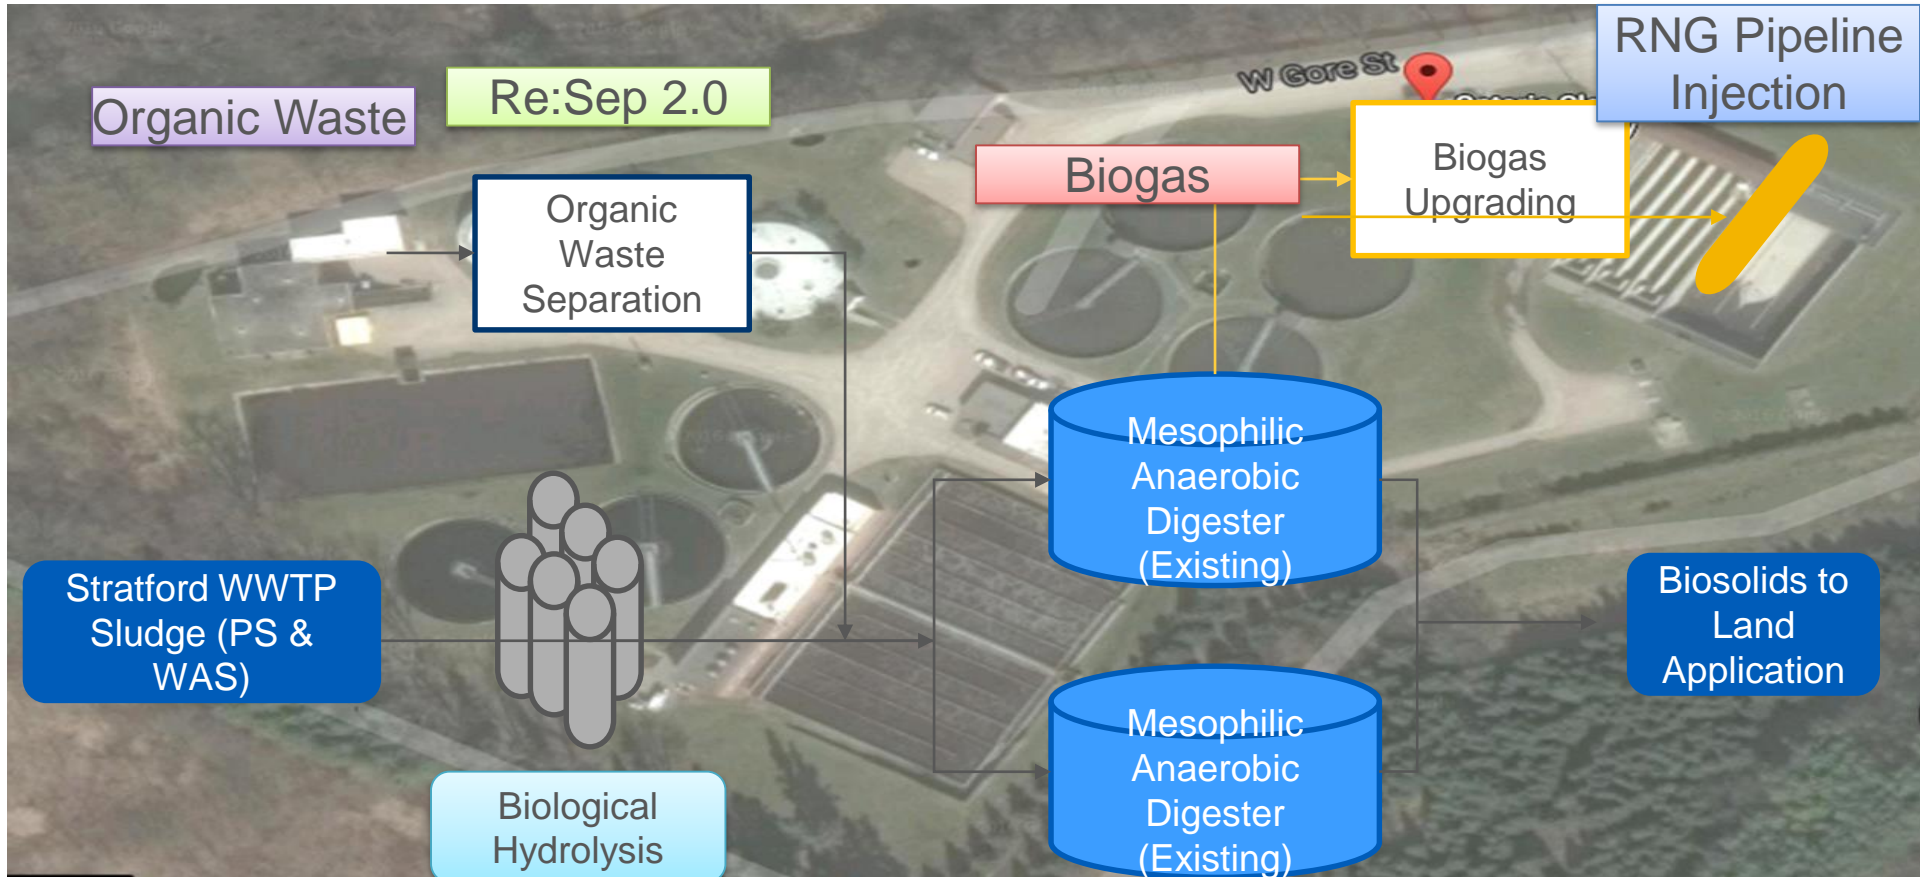 RNG Pipeline
Injection
Organic Waste
Re:Sep 2.0
W Gore St
Biogas
Biogas
Upgrading
Organic
Waste
Separation
Mesophilic
Anaerobic
Digester
(Existing)
Stratford WWTP
Sludge (PS &
WAS)
Biosolids to
Land
Application
Mesophilic
Anaerobic
Digester
(Existing)
Biological
Hydrolysis